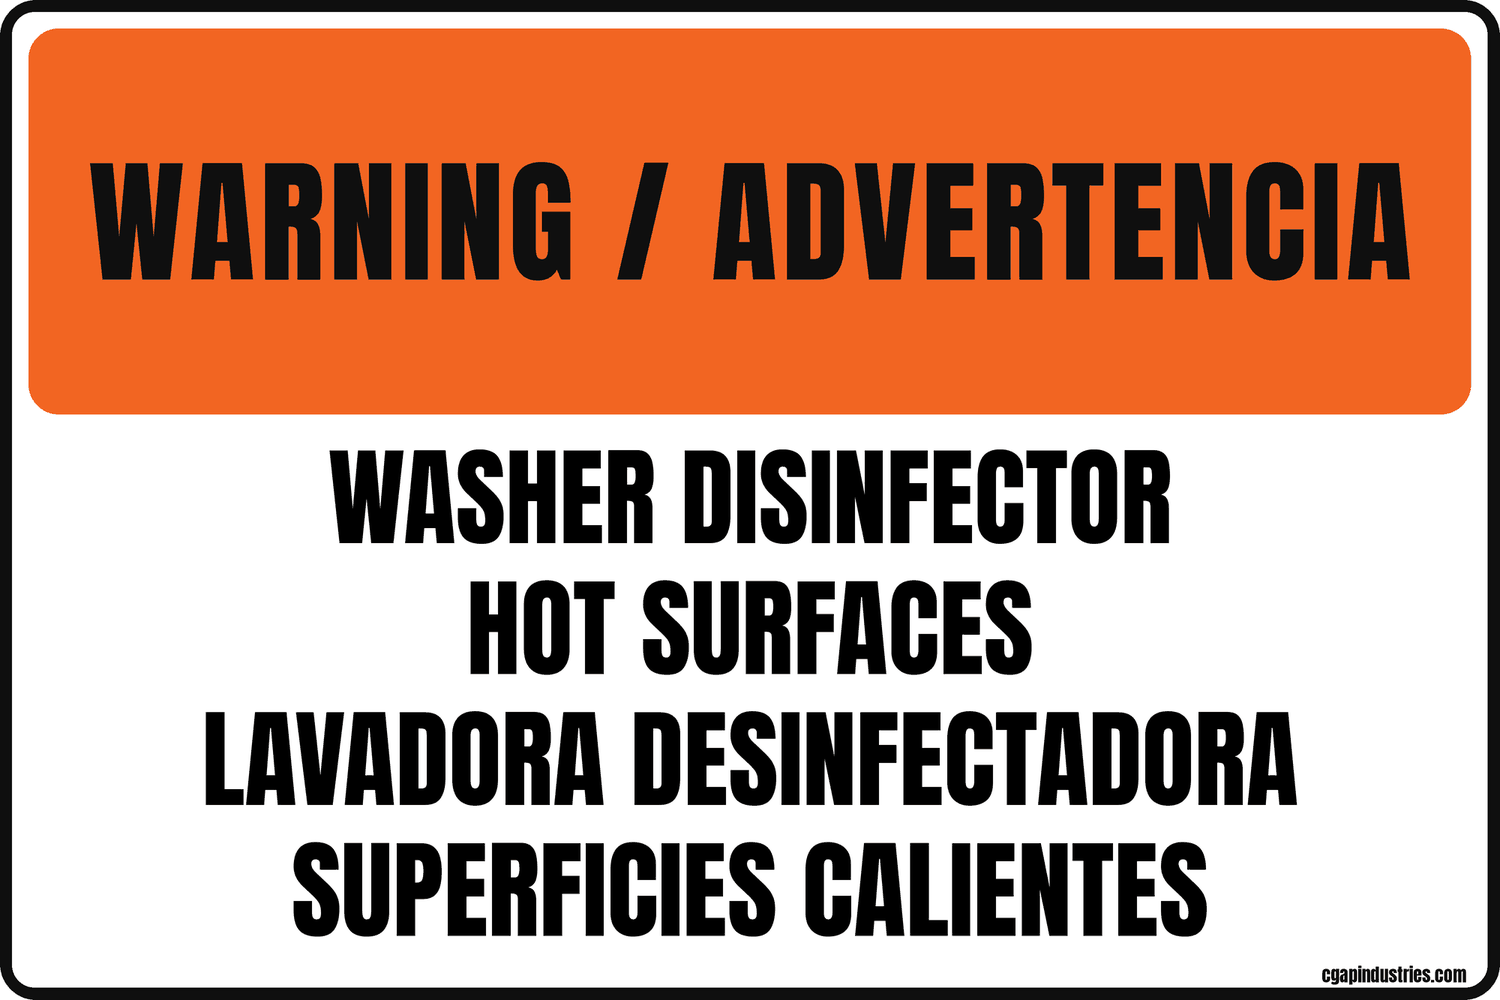 WARNING / ADVERTENCIA
WASHER DISINFECTOR
HOT SURFACES
LAVADORA DESINFECTADORA
SUPERFICIES CALIENTES
cgapindustries.com